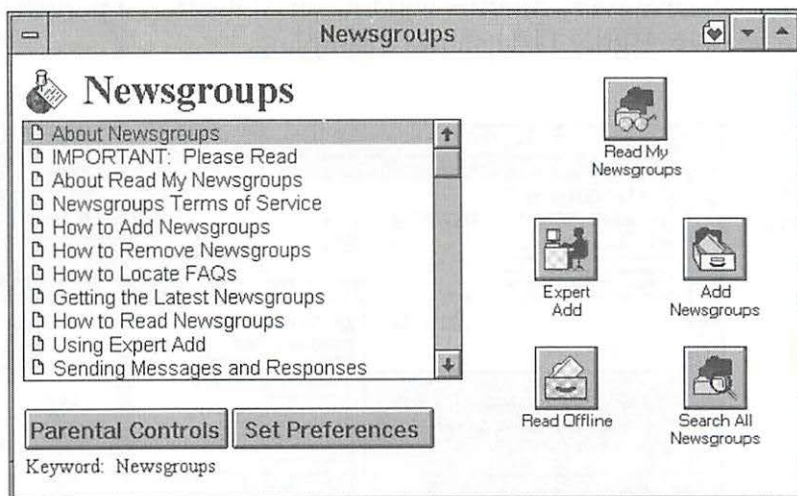 Newsgroups
Newsgroups
About Newsgroups
IMPORTANT: Please Read
About Read My Newsgroups
Newsgroups Terms of Service
How to Add Newsgroups
How to Remove Newsgroups
How to Locate FAQs
Getting the Latest Newsgroups
How to Read Newsgroups
Using Expert Add
Sending Messages and Responses
Parental Controls
Set Preferences
Keyword: Newsgroups
Read My
Newsgroups
Expert
Add
Add
Newsgroups
Read Offline
Search All
Newsgroups